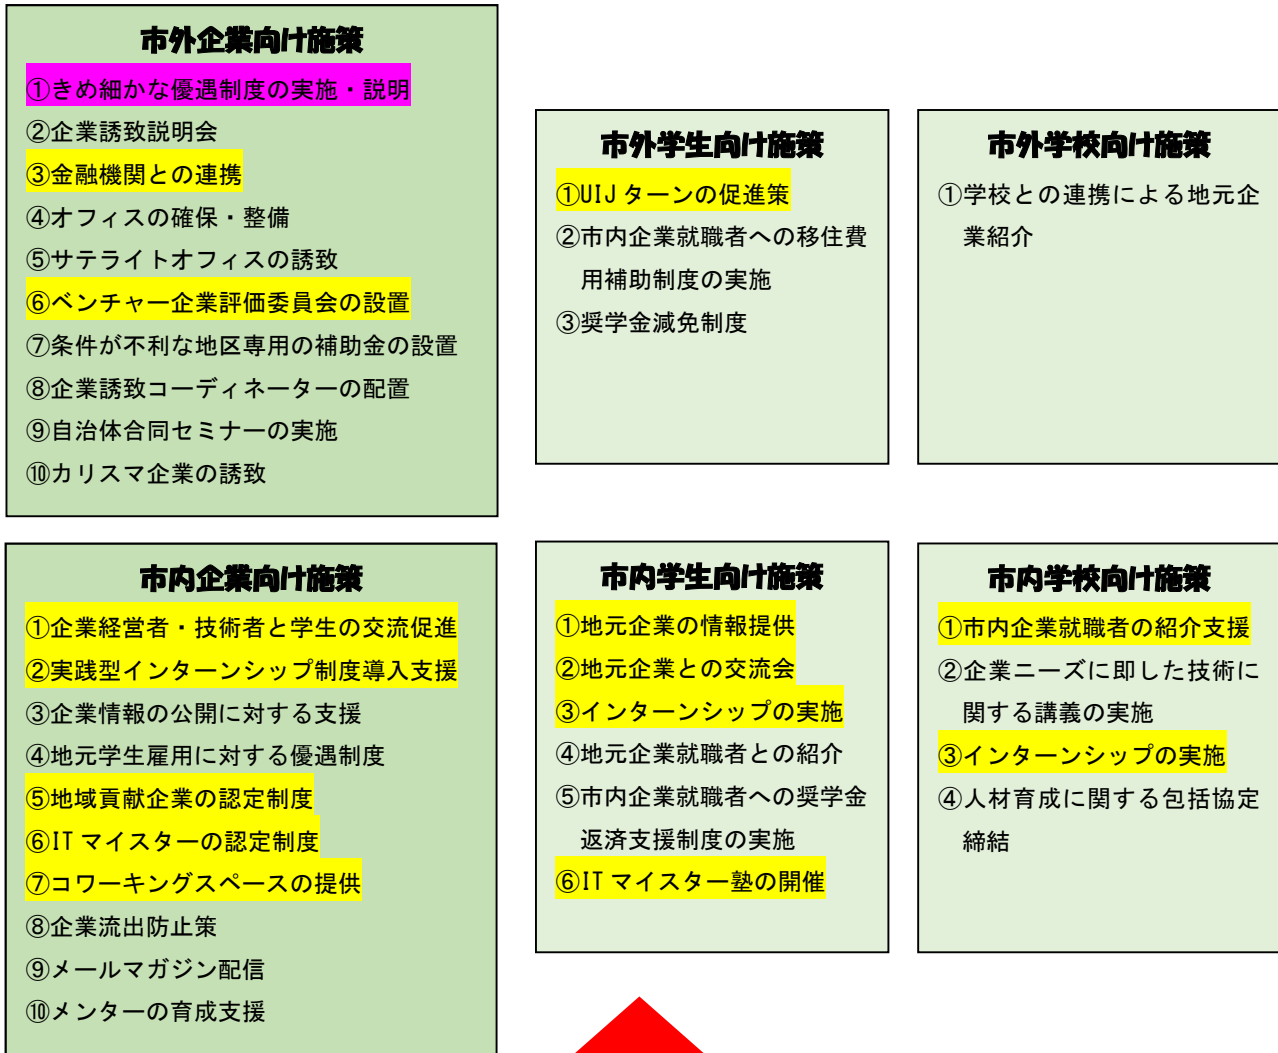 市外企業向け施策
①きめ細かな優遇制度の実施・説明
②企業誘致説明会
③金融機関との連携
④オフィスの確保・整備
⑤サテライトオフィスの誘致
⑥ベンチャー企業評価委員会の設置
⑦条件が不利な地区専用の補助金の設置
⑧企業誘致コーディネーターの配置
⑨自治体合同セミナーの実施
⑩カリスマ企業の誘致
市外学生向け施策
①UIJターンの促進策
②市内企業就職者への移住費
用補助制度の実施
③奨学金減免制度
市外学校向け施策
①学校との連携による地元企
業紹介
市内企業向け施策
①企業経営者・技術者と学生の交流促進
②実践型インターンシップ制度導入支援
③企業情報の公開に対する支援
④地元学生雇用に対する優遇制度
⑤地域貢献企業の認定制度
⑥ITマイスターの認定制度
⑦コワーキングスペースの提供
⑧企業流出防止策
⑨メールマガジン配信
⑩メンターの育成支援
市内学生向け施策
①地元企業の情報提供
②地元企業との交流会
③インターンシップの実施
④地元企業就職者との紹介
⑤市内企業就職者への奨学金
返済支援制度の実施
⑥ITマイスター塾の開催
市内学校向け施策
①市内企業就職者の紹介支援
②企業ニーズに即した技術に
関する講義の実施
③インターンシップの実施
④人材育成に関する包括協定
締結